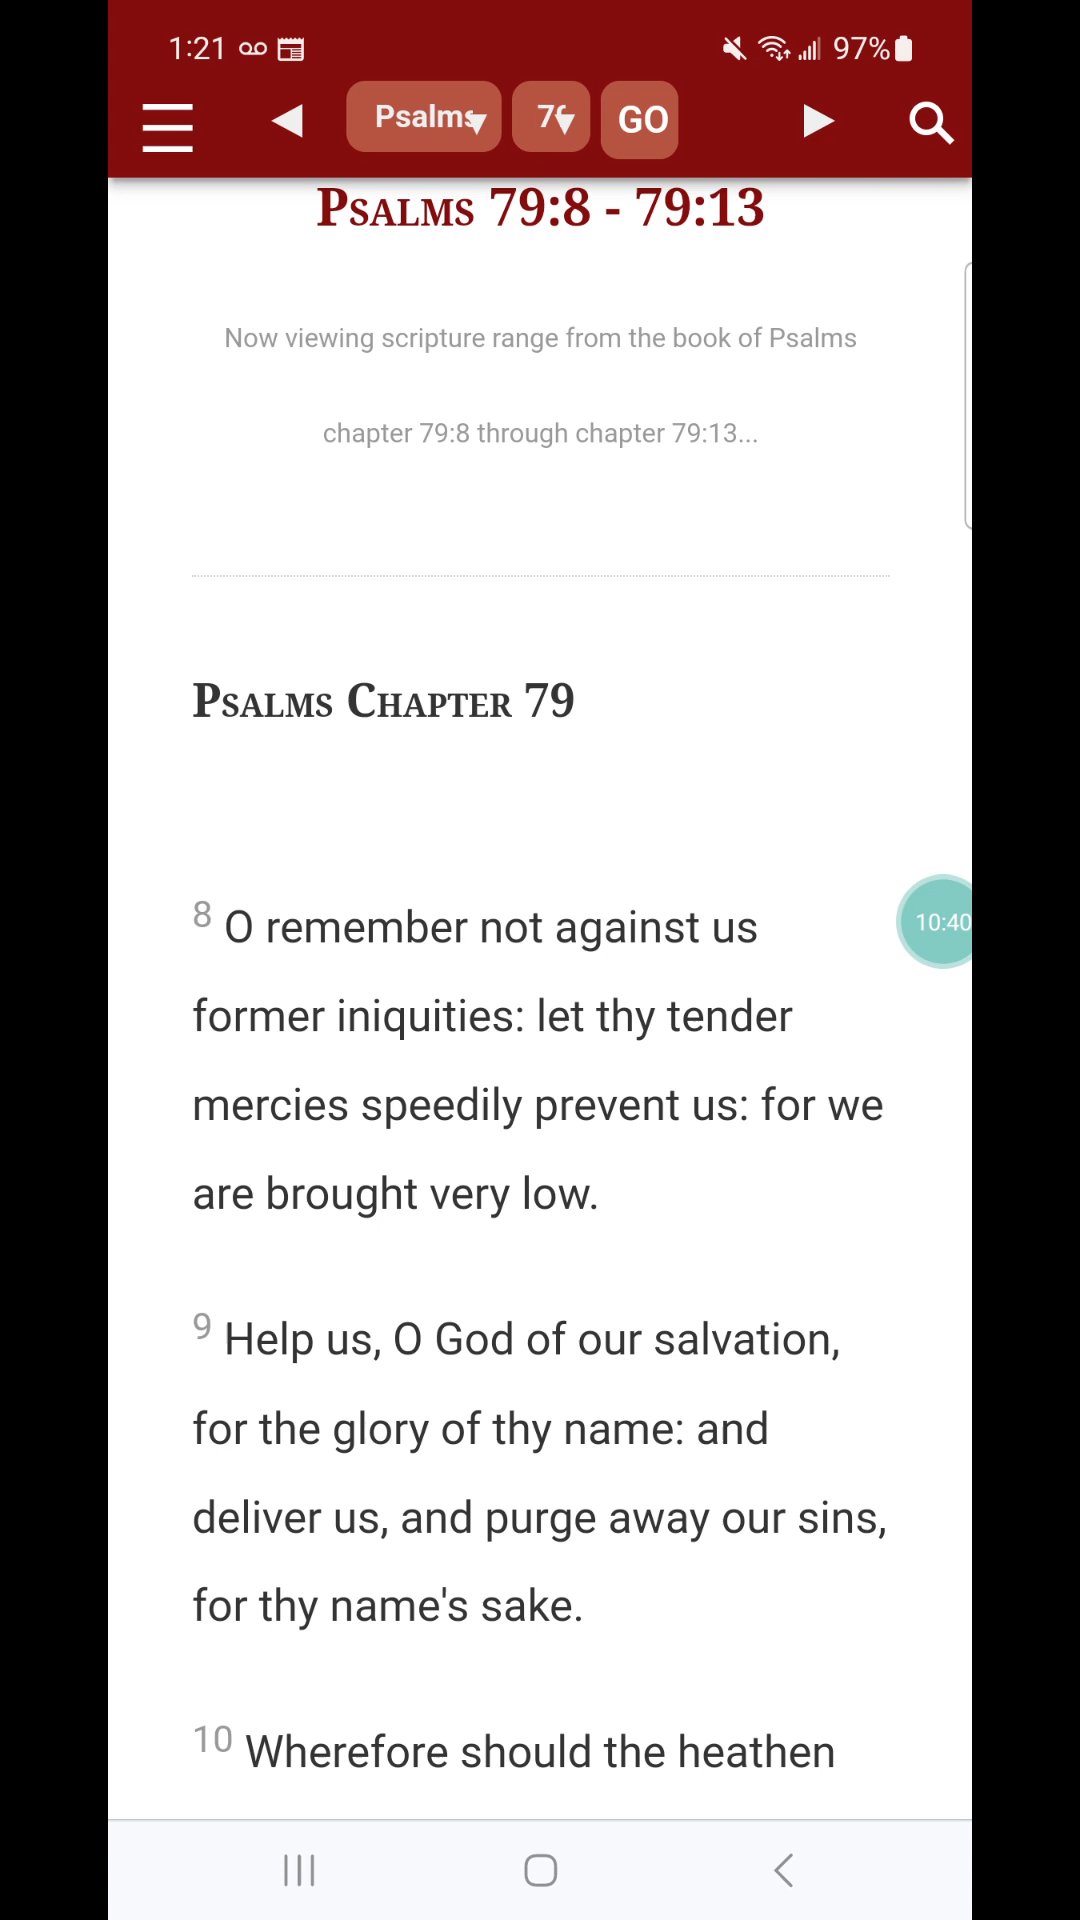 1:21 97%
Psalms GO
Psalms 79:8 - 79:13
Now viewing scripture range from the book of Psalms
chapter 79:8 through chapter 79:13...
Psalms Chapter 79
8 O remember not against us
10:40
former iniquities: let thy tender
mercies speedily prevent us: for we
are brought very low.
9 Help us, O God of our salvation,
for the glory of thy name: and
deliver us, and purge away our sins,
for thy name's sake.
10 Wherefore should the heathen